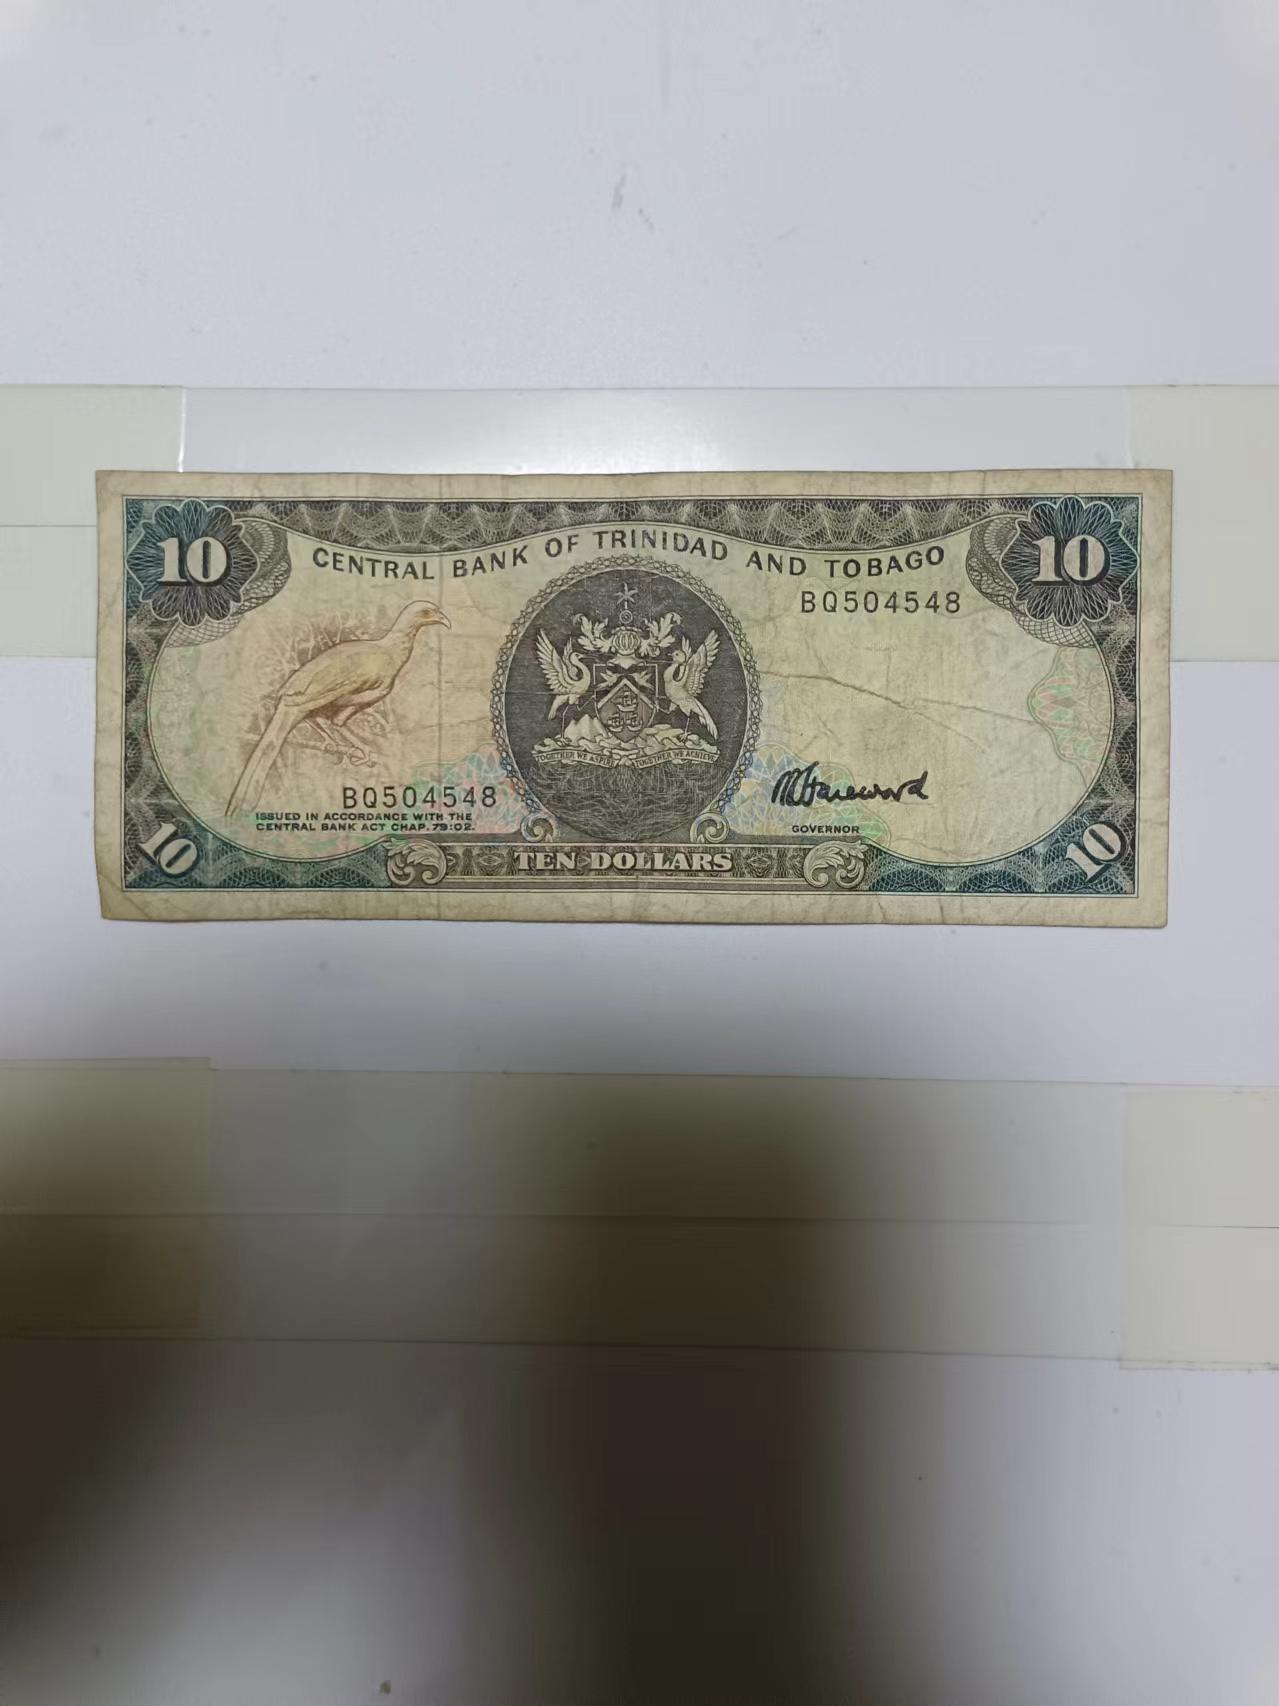 10
10
CENTRAL BANK OF TRINIDAD AND TOBAGO
BQ504548
TOGETHER WE ASPIRE TOGETHER WE ACHIEVE
BQ504548
ISSUED IN ACCORDANCE WITH THE
CENTRAL BANK ACT CHAP. 79:02.
GOVERNOR
10
TEN DOLLARS
10